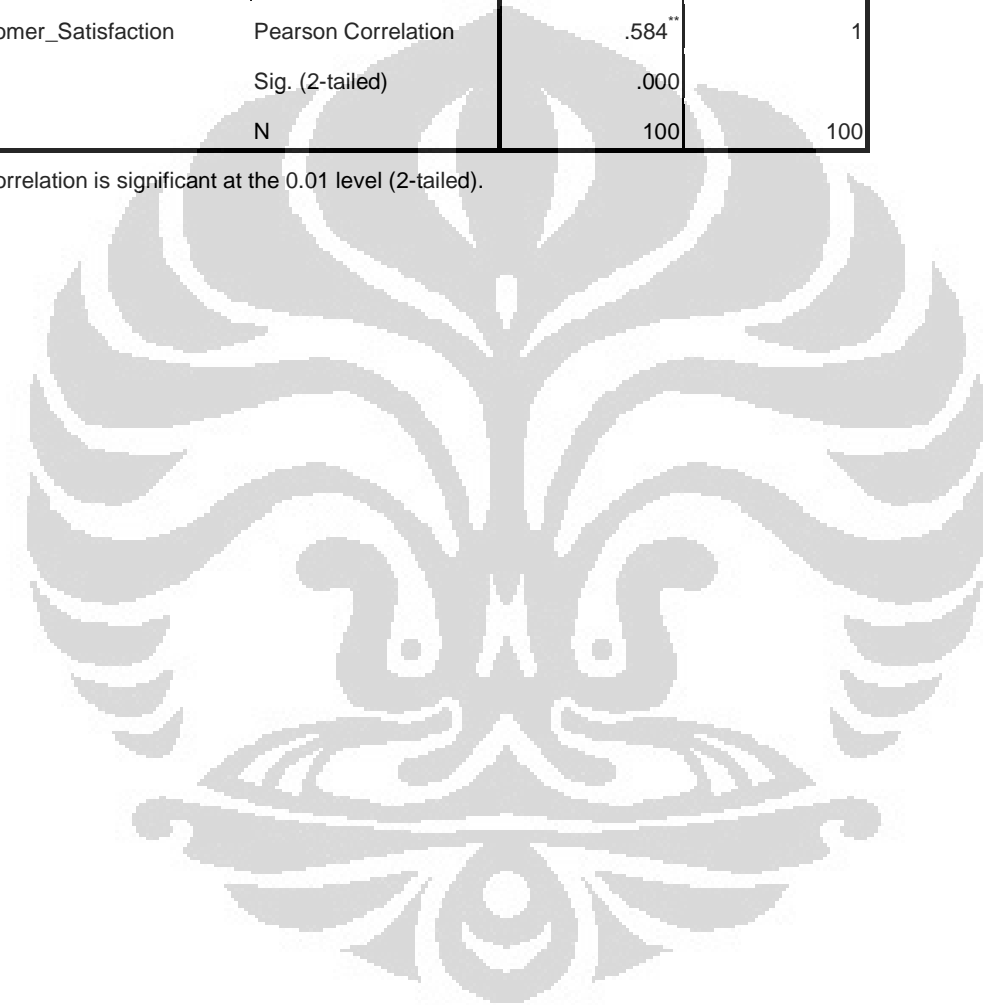 omer_Satisfaction Pearson Correlation .584** 1
Sig. (2-tailed) .000
N 100 100
orrelation is significant at the 0.01 level (2-tailed).